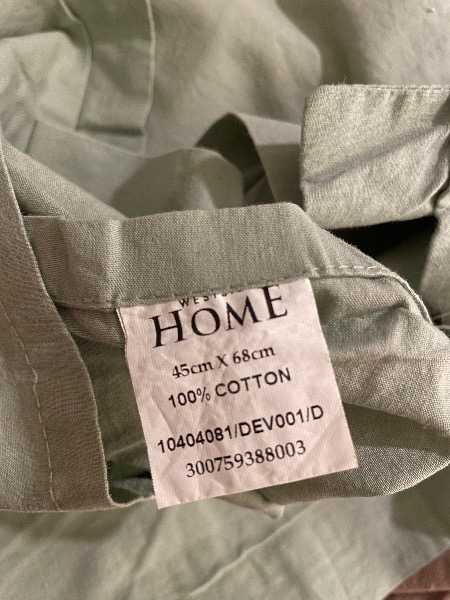 HOME
45cm X 68cm
100% COTTON
10404081/DEV001/D
300759388003